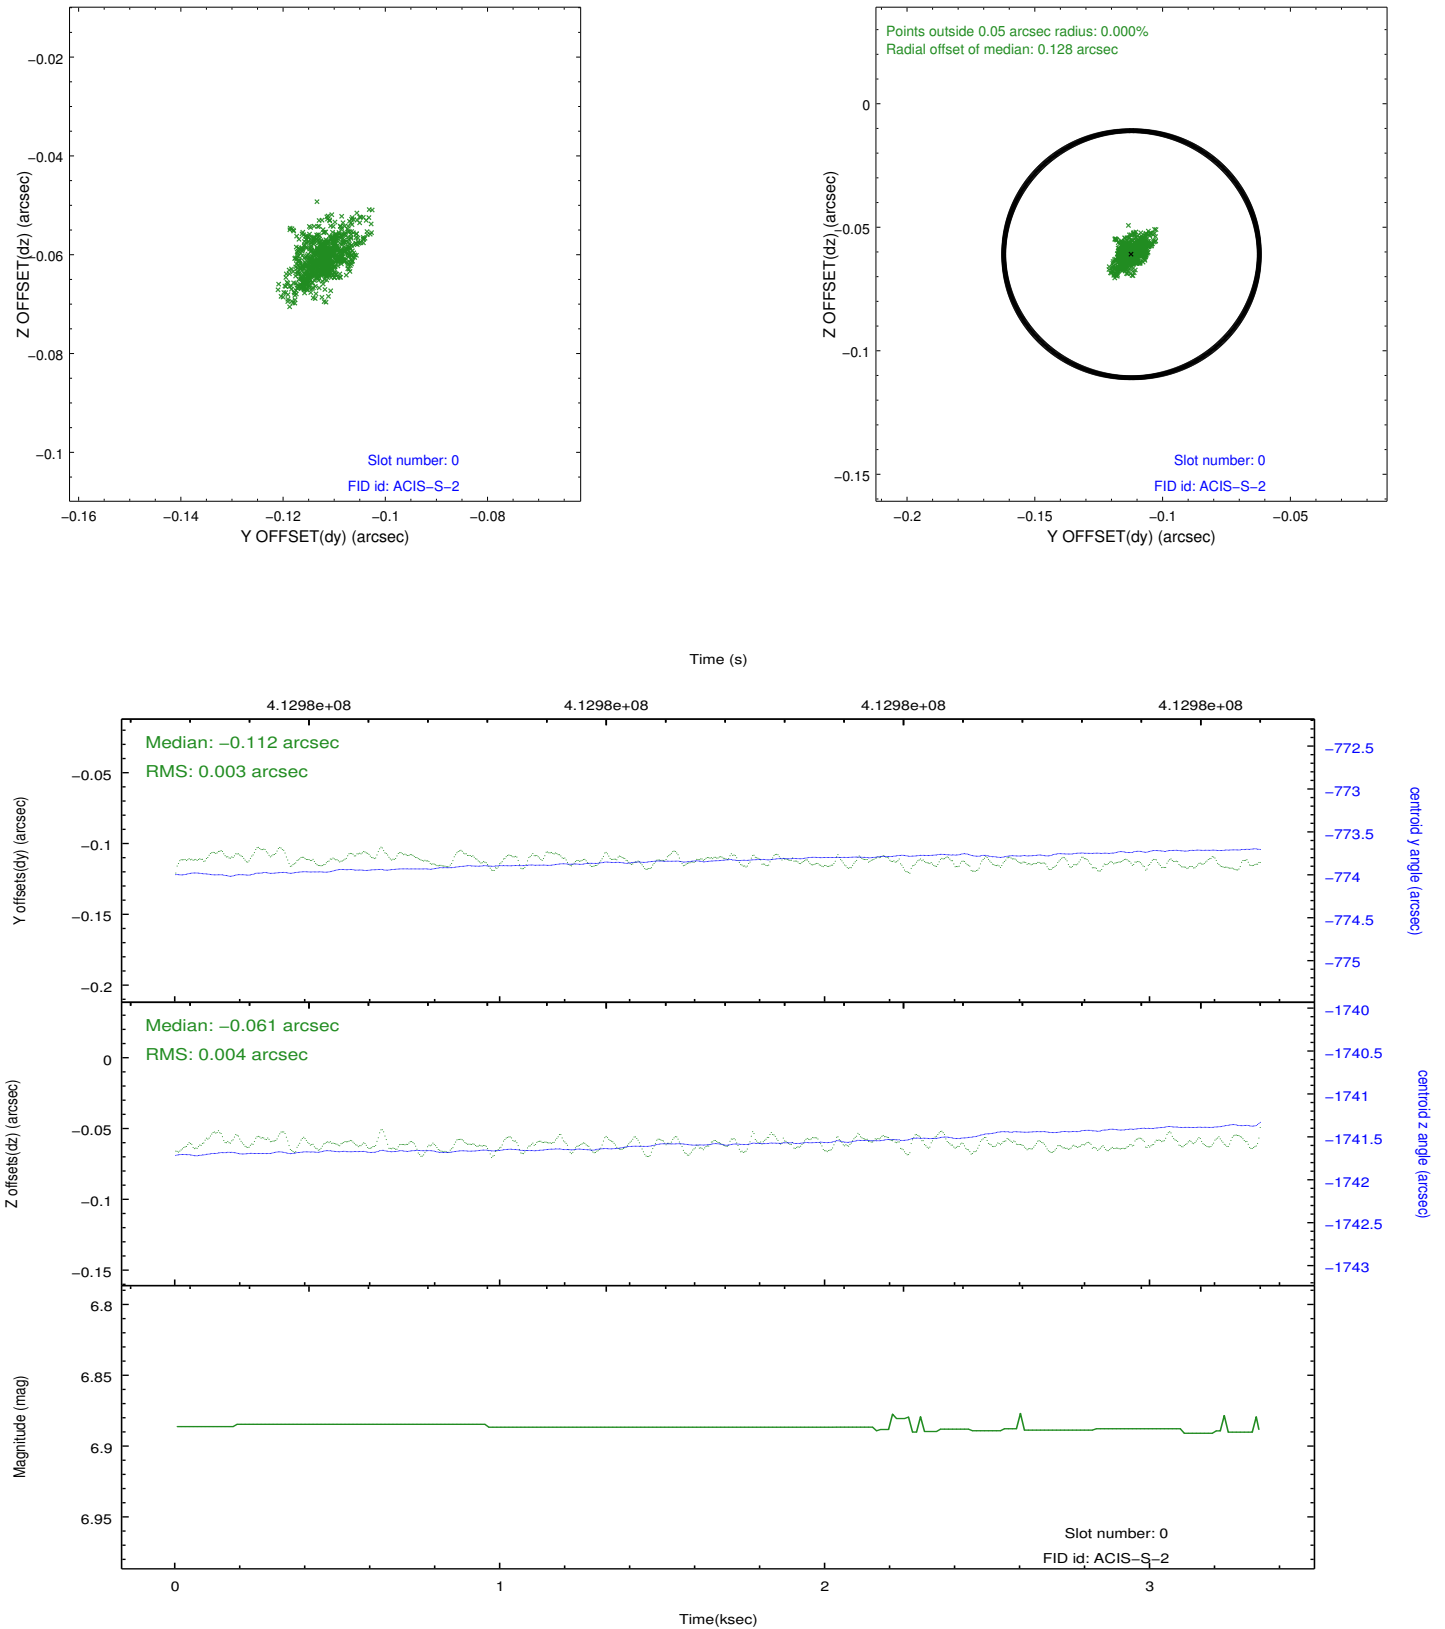 −0.02
−0.04
−0.06
−0.08
−0.1
Z OFFSET(dz) (arcsec)
Slot number: 0
FID id: ACIS−S−2
−0.16 −0.14 −0.12 −0.1 −0.08
Y OFFSET(dy) (arcsec)
Points outside 0.05 arcsec radius: 0.000%
Radial offset of median: 0.128 arcsec
0
−0.05
−0.1
−0.15
Z OFFSET(dz) (arcsec)
Slot number: 0
FID id: ACIS−S−2
−0.2 −0.15 −0.1 −0.05
Y OFFSET(dy) (arcsec)
Time (s)
4.1298e+08 4.1298e+08 4.1298e+08 4.1298e+08
Median: −0.112 arcsec
RMS: 0.003 arcsec
−0.05
−0.1
−0.15
−0.2
Y offsets(dy) (arcsec)
−772.5
−773
−773.5
−774
−774.5
−775
centroid y angle (arcsec)
Median: −0.061 arcsec
RMS: 0.004 arcsec
0
−0.05
−0.1
−0.15
Z offsets(dz) (arcsec)
−1740
−1740.5
−1741
−1741.5
−1742
−1742.5
−1743
centroid z angle (arcsec)
6.8
6.85
6.9
6.95
Magnitude (mag)
Slot number: 0
FID id: ACIS−S−2
0 1 2 3
Time(ksec)